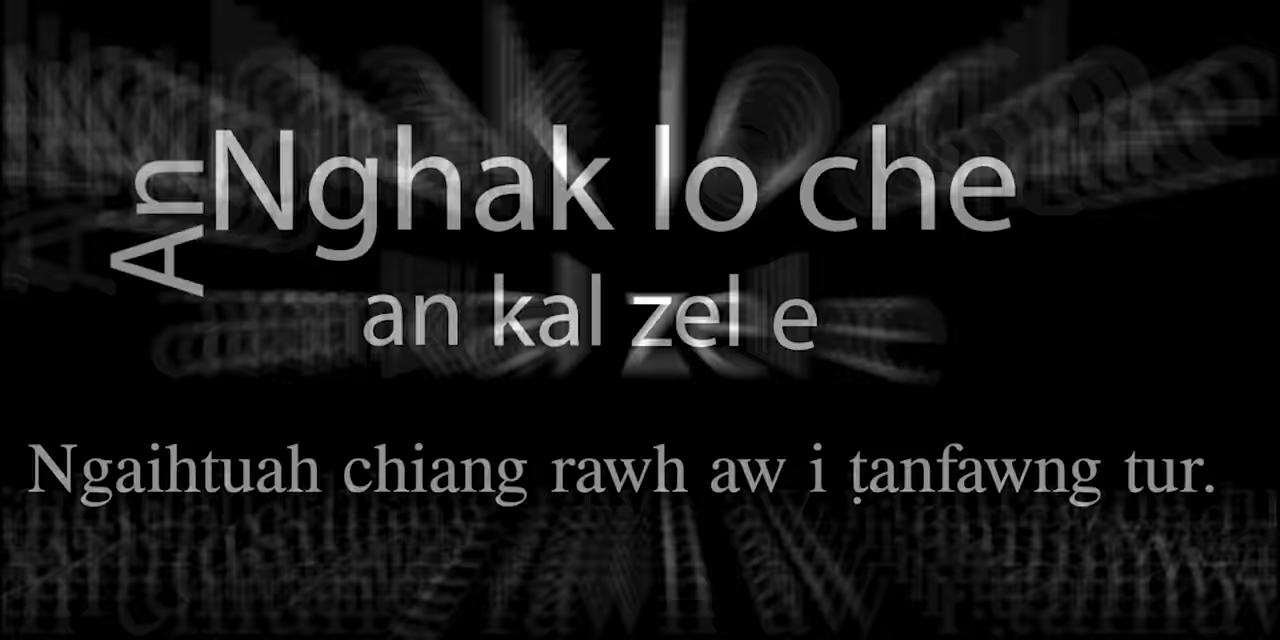 An Nghak lo che
an kal zel e
Ngaihtuah chiang rawh aw i ṭanfawng tur.